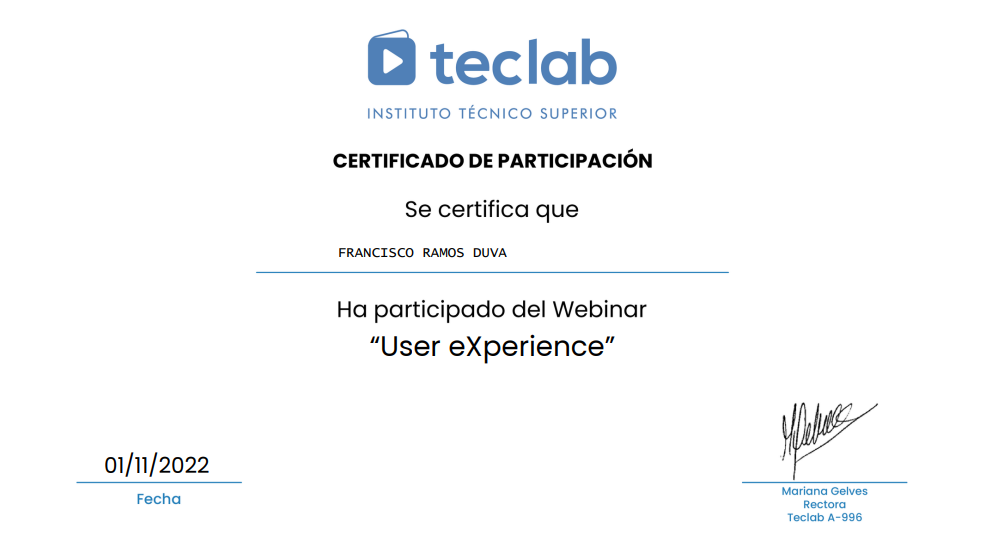 teclab
INSTITUTO TÉCNICO SUPERIOR
CERTIFICADO DE PARTICIPACIÓN
Se certifica que
FRANCISCO RAMOS DUVA
Ha participado del Webinar
“User eXperience”
01/11/2022
Fecha
Mariana Gelves
Rectora
Teclab A-996